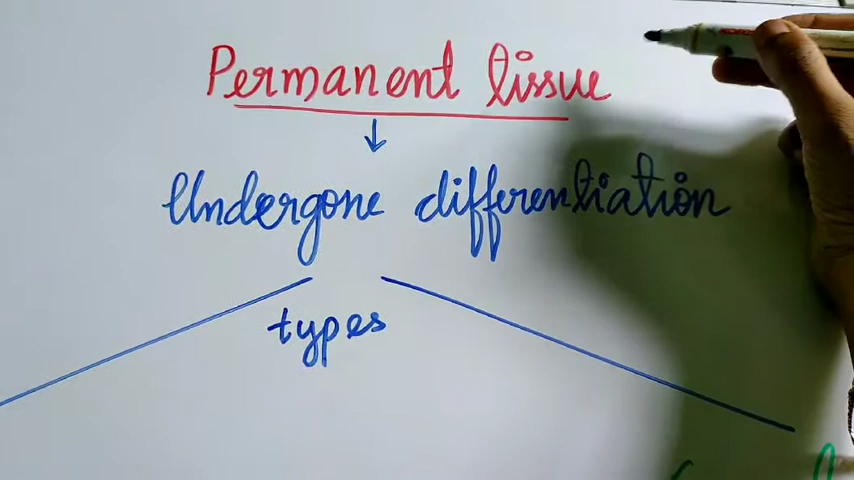 Permanent tissue
Undergone differentiation
types